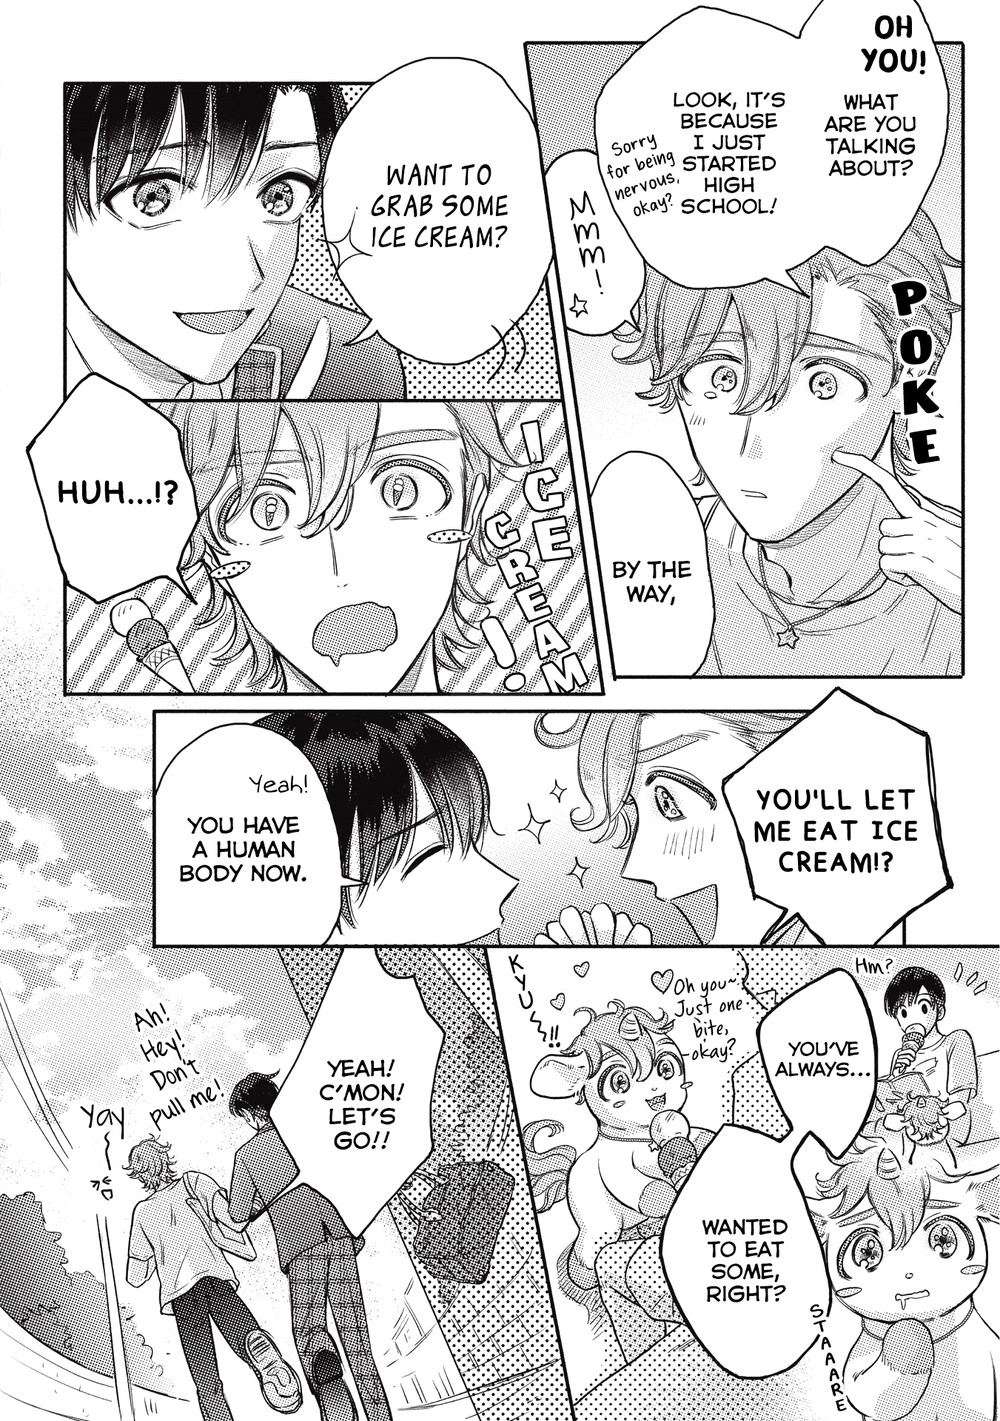 OH
YOU!
WHAT
ARE YOU
TALKING
ABOUT?
LOOK, IT'S
BECAUSE
I JUST
STARTED
HIGH
SCHOOL!
Sorry
for being
nervous,
okay?
Mmm!
POKE
BY THE
WAY,
WANT TO
GRAB SOME
ICE CREAM?
HUH...!?
ICE
CREAM!
YOU'LL LET
ME EAT ICE
CREAM!?
Yeah!
YOU HAVE
A HUMAN
BODY NOW.
Hm?
YOU'VE
ALWAYS...
STAAARE
WANTED
TO EAT
SOME,
RIGHT?
Oh you~
Just one
bite,
okay?
KYU~!!
YEAH!
C'MON!
LET'S
GO!!
Ah!
Hey!
Don't
pull me!
Yay